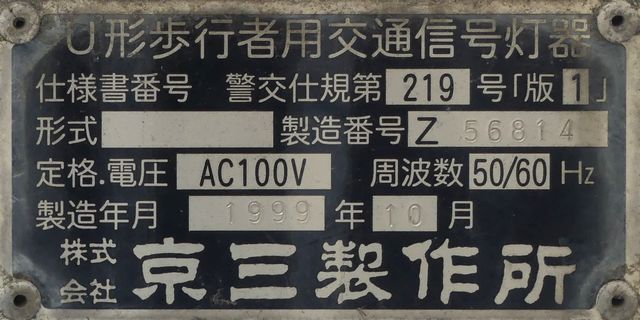 U形歩行者用交通信号灯器
仕様書番号 警交仕規第 219 号「版 1」
形式 製造番号 Z 56814
定格.電圧 AC100V 周波数 50/60 Hz
製造年月 1999 年 10 月
株式会社 京三製作所